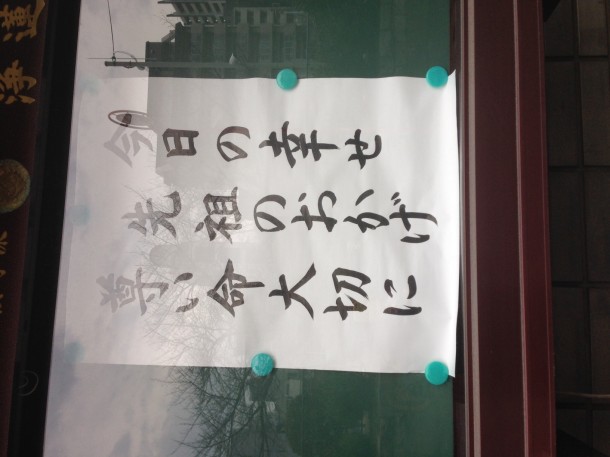 今日の幸せ
先祖のおかげ
尊い命大切に